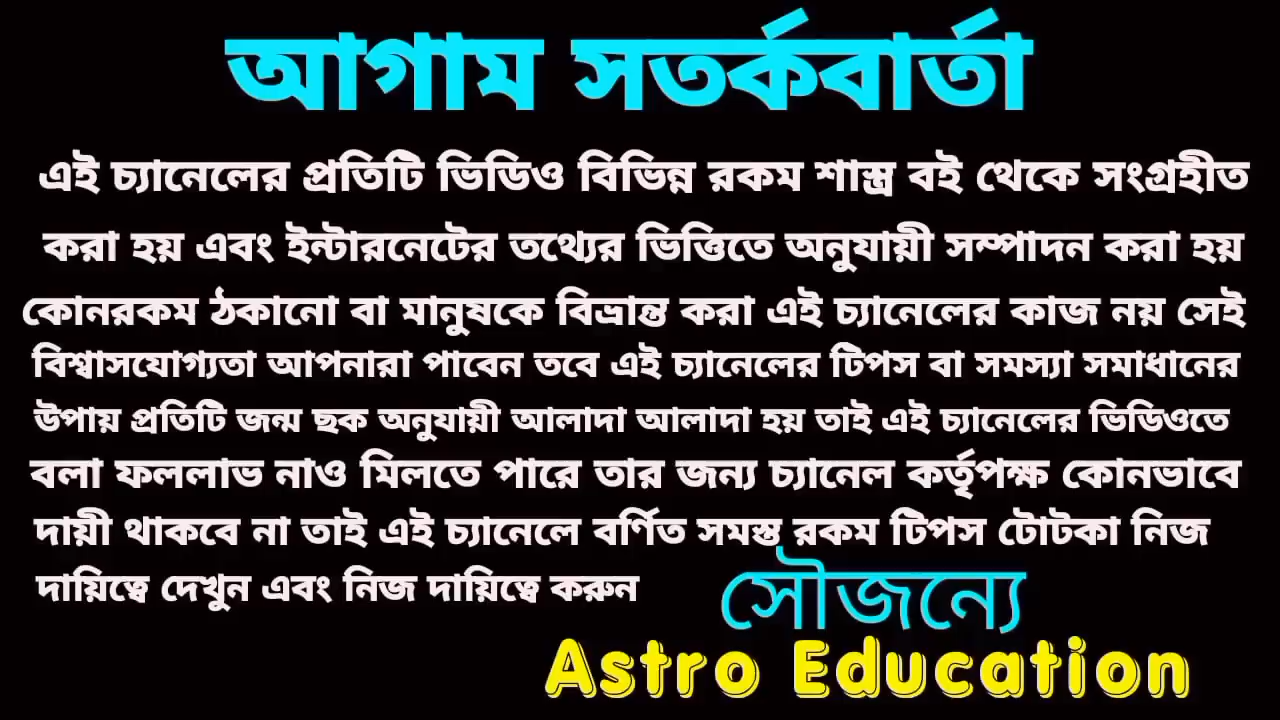 আগাম সতর্কবার্তা
এই চ্যানেলের প্রতিটি ভিডিও বিভিন্ন রকম শাস্ত্র বই থেকে সংগ্রহীত
করা হয় এবং ইন্টারনেটের তথ্যের ভিত্তিতে অনুযায়ী সম্পাদন করা হয়
কোনরকম ঠকানো বা মানুষকে বিভ্রান্ত করা এই চ্যানেলের কাজ নয় সেই
বিশ্বাসযোগ্যতা আপনারা পাবেন তবে এই চ্যানেলের টিপস বা সমস্যা সমাধানের
উপায় প্রতিটি জন্ম ছক অনুযায়ী আলাদা আলাদা হয় তাই এই চ্যানেলের ভিডিওতে
বলা ফললাভ নাও মিলতে পারে তার জন্য চ্যানেল কর্তৃপক্ষ কোনভাবে
দায়ী থাকবে না তাই এই চ্যানেলে বর্ণিত সমস্ত রকম টিপস টোটকা নিজ
দায়িত্বে দেখুন এবং নিজ দায়িত্বে করুন
সৌজন্যে
Astro Education